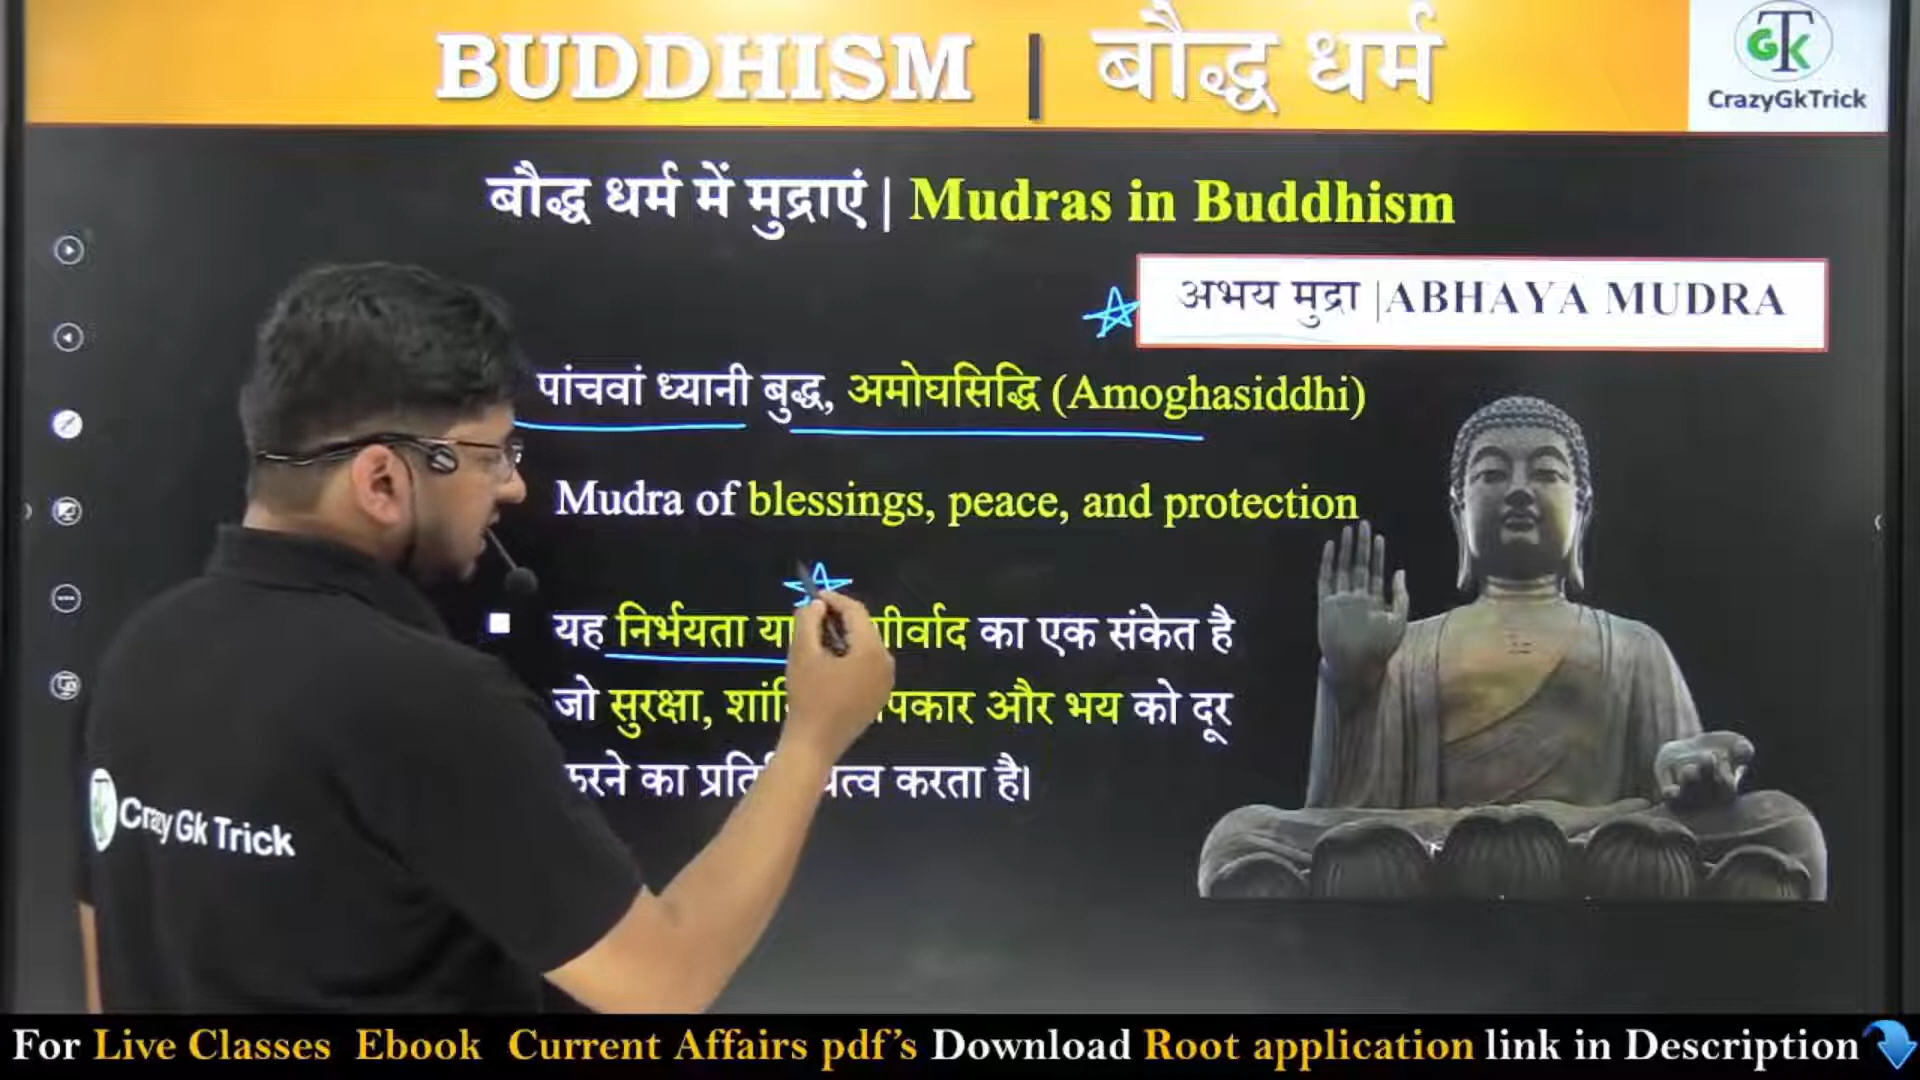 BUDDHISM | बौद्ध धर्म
GTK
CrazyGkTrick
बौद्ध धर्म में मुद्राएं | Mudras in Buddhism
अभय मुद्रा |ABHAYA MUDRA
पांचवां ध्यानी बुद्ध, अमोघसिद्धि (Amoghasiddhi)
Mudra of blessings, peace, and protection
यह निर्भयता का एक संकेत है
जो सुरक्षा, और भय को दूर
का करता है।
Crazy Gk Trick
For Live Classes Ebook Current Affairs pdf's Download Root application link in Description